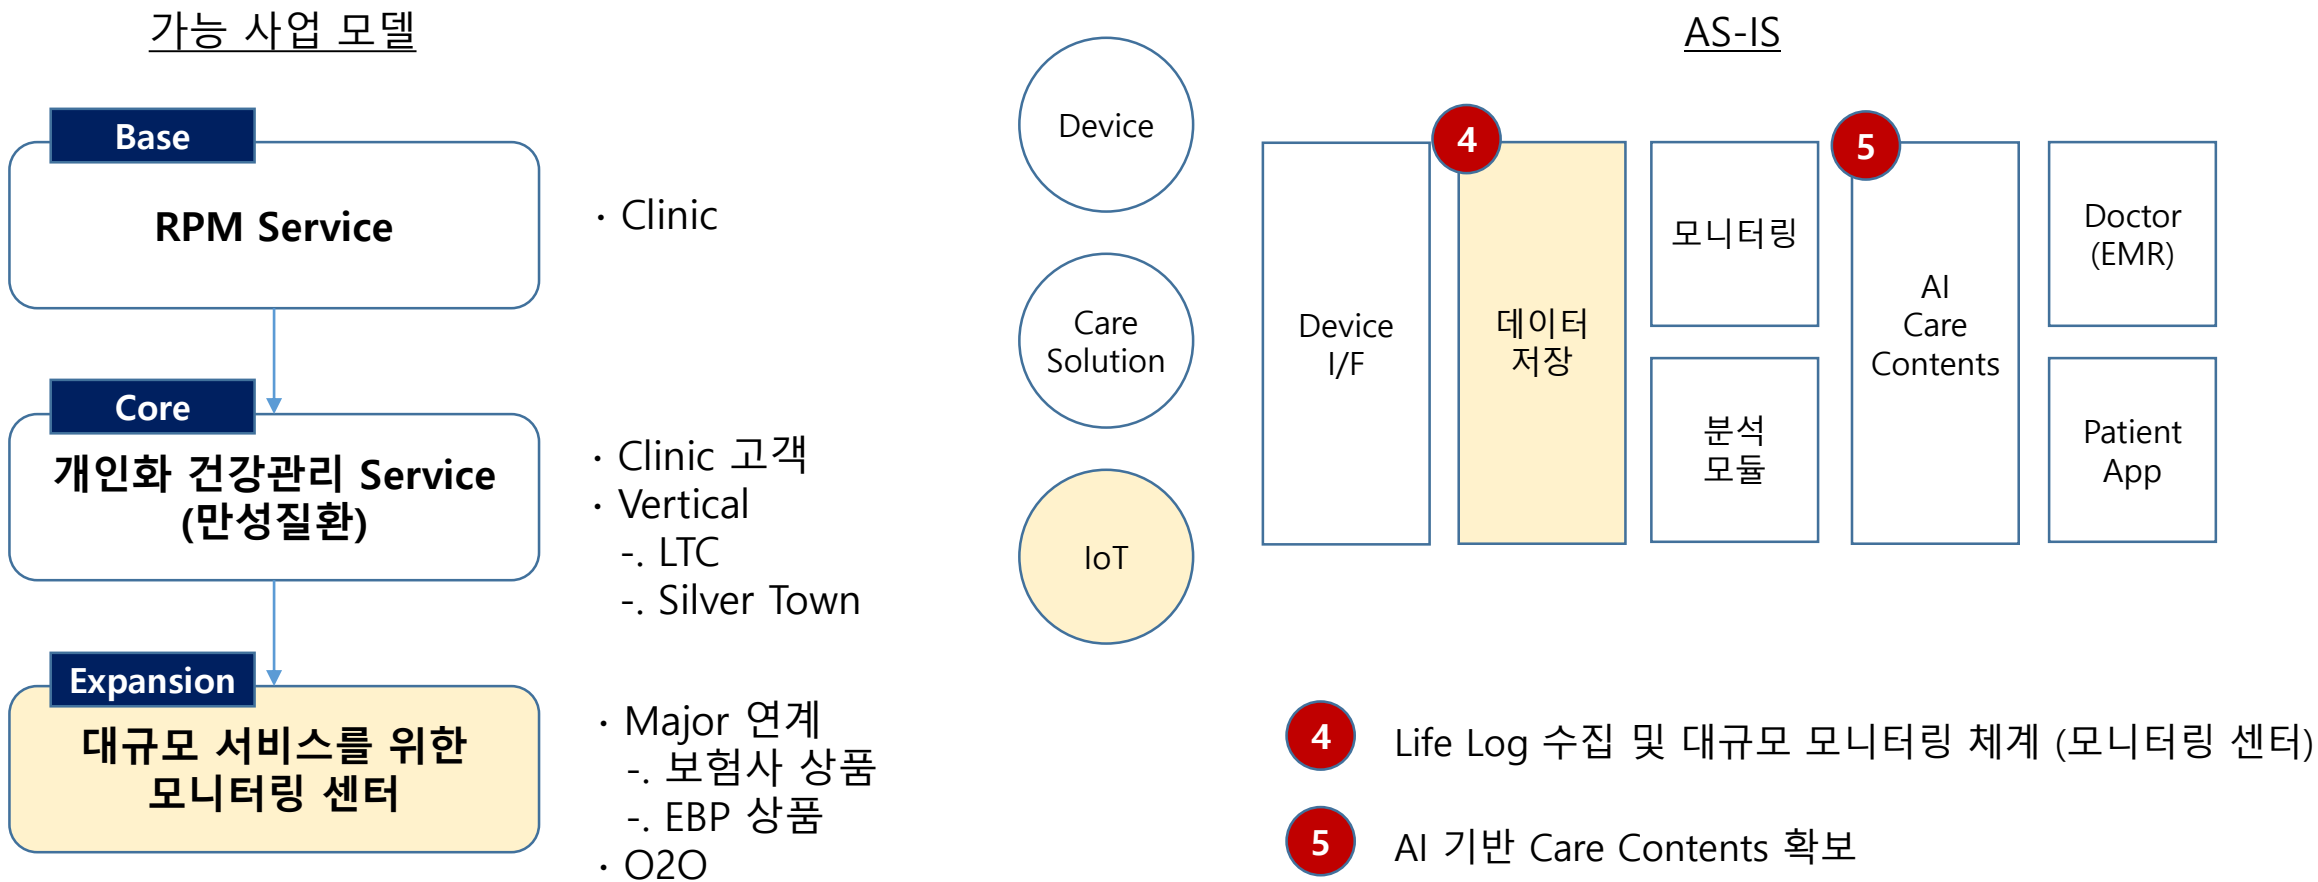 가능 사업 모델
Base
RPM Service
· Clinic
Core
개인화 건강관리 Service
(만성질환)
· Clinic 고객
· Vertical
-. LTC
-. Silver Town
Expansion
대규모 서비스를 위한
모니터링 센터
· Major 연계
-. 보험사 상품
-. EBP 상품
· O2O
AS-IS
Device
Care
Solution
IoT
Device
I/F
4
데이터
저장
모니터링
분석
모듈
5
AI
Care
Contents
Doctor
(EMR)
Patient
App
4 Life Log 수집 및 대규모 모니터링 체계 (모니터링 센터)
5 AI 기반 Care Contents 확보